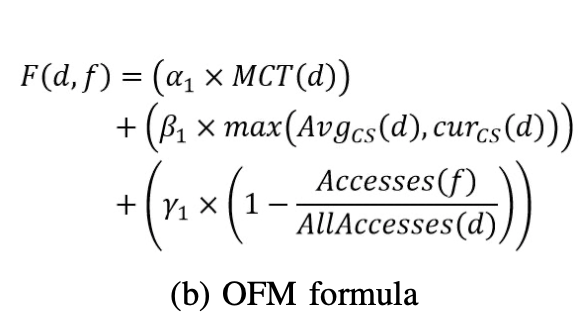 F(d, f) = (α₁ × MCT(d))
+ (β₁ × max(Avg_CS(d), cur_CS(d)))
+ (γ₁ × (1 − Accesses(f) / AllAccesses(d)))
(b) OFM formula